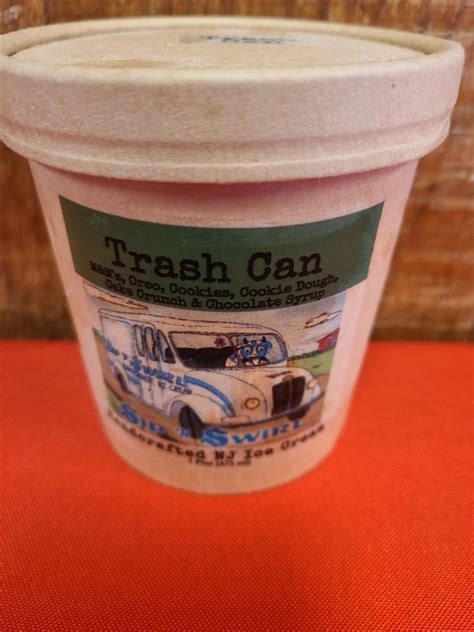 Trash Can
M&M's, Oreo, Cookies, Cookie Dough,
Cake Crunch & Chocolate Syrup
Sip & Swirl
Handcrafted NJ Ice Cream